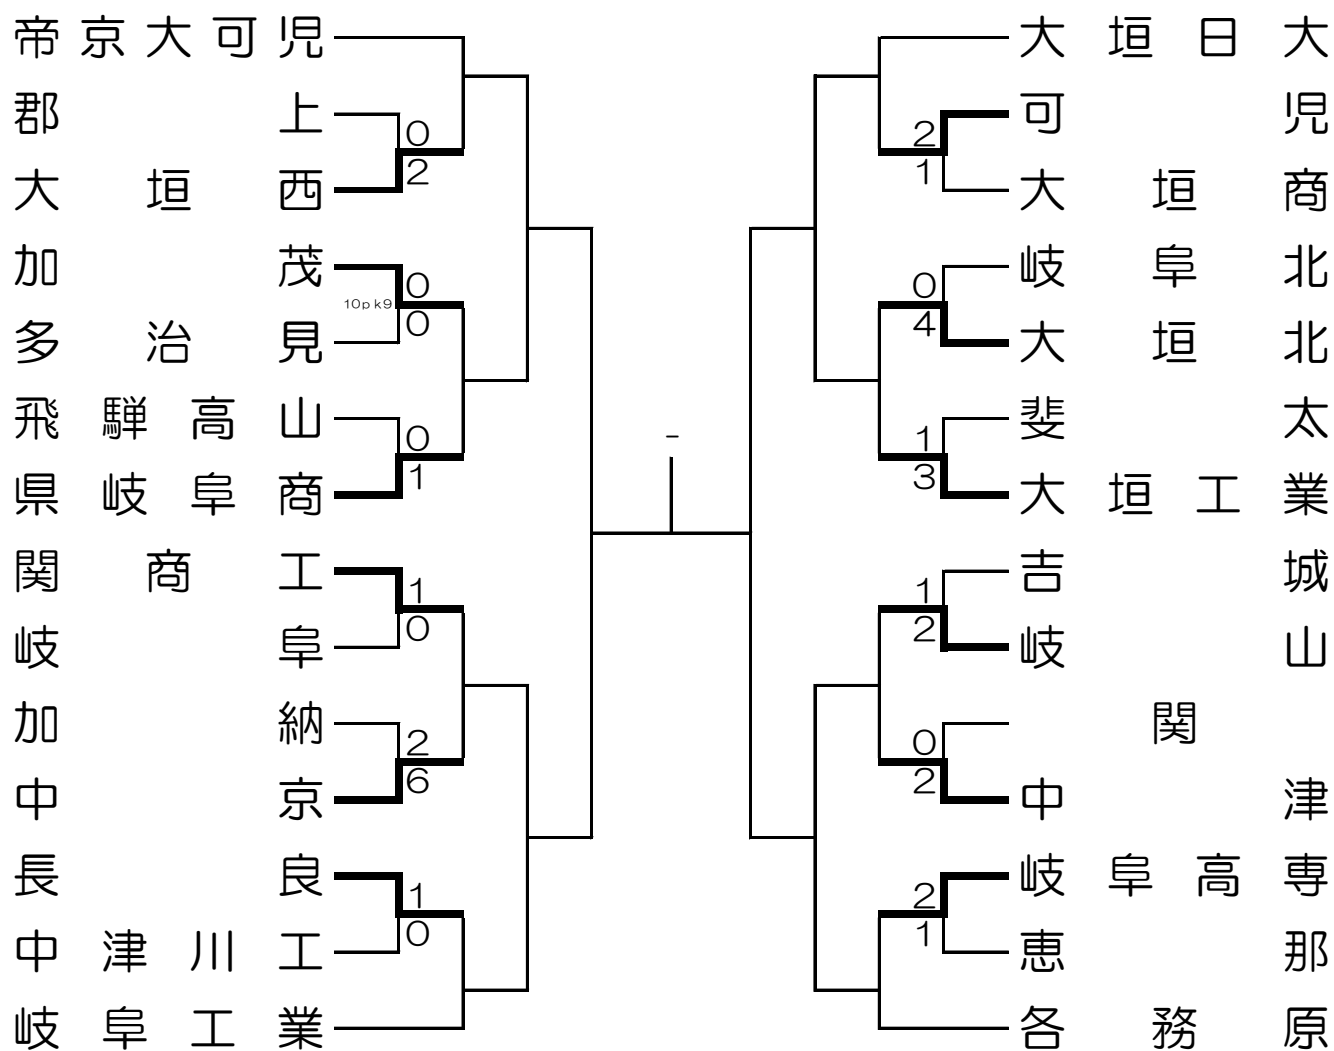 帝京大可児
郡上
0
2
大垣西
加茂
0
10pk9
0
多治見
飛騨高山
0
1
県岐阜商
関商工
1
0
岐阜
加納
2
6
中京
長良
1
0
中津川工
岐阜工業
-
大垣日大
可児
2
1
大垣商
岐阜北
0
4
大垣北
斐太
1
3
大垣工業
吉城
1
2
岐山
関
0
2
中津
岐阜高専
2
1
恵那
各務原